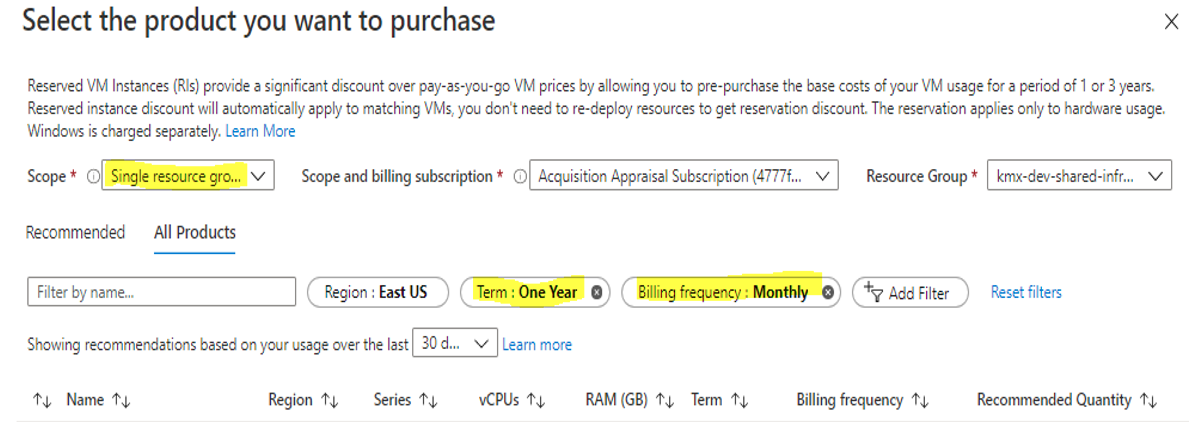 Select the product you want to purchase
Reserved VM Instances (RIs) provide a significant discount over pay-as-you-go VM prices by allowing you to pre-purchase the base costs of your VM usage for a period of 1 or 3 years.
Reserved instance discount will automatically apply to matching VMs, you don't need to re-deploy resources to get reservation discount. The reservation applies only to hardware usage.
Windows is charged separately. Learn More
Scope * Single resource gro... Scope and billing subscription * Acquisition Appraisal Subscription (4777f... Resource Group * kmx-dev-shared-infr...
Recommended All Products
Filter by name... Region : East US Term : One Year Billing frequency : Monthly Add Filter Reset filters
Showing recommendations based on your usage over the last 30 d... Learn more
Name Region Series vCPUs RAM (GB) Term Billing frequency Recommended Quantity